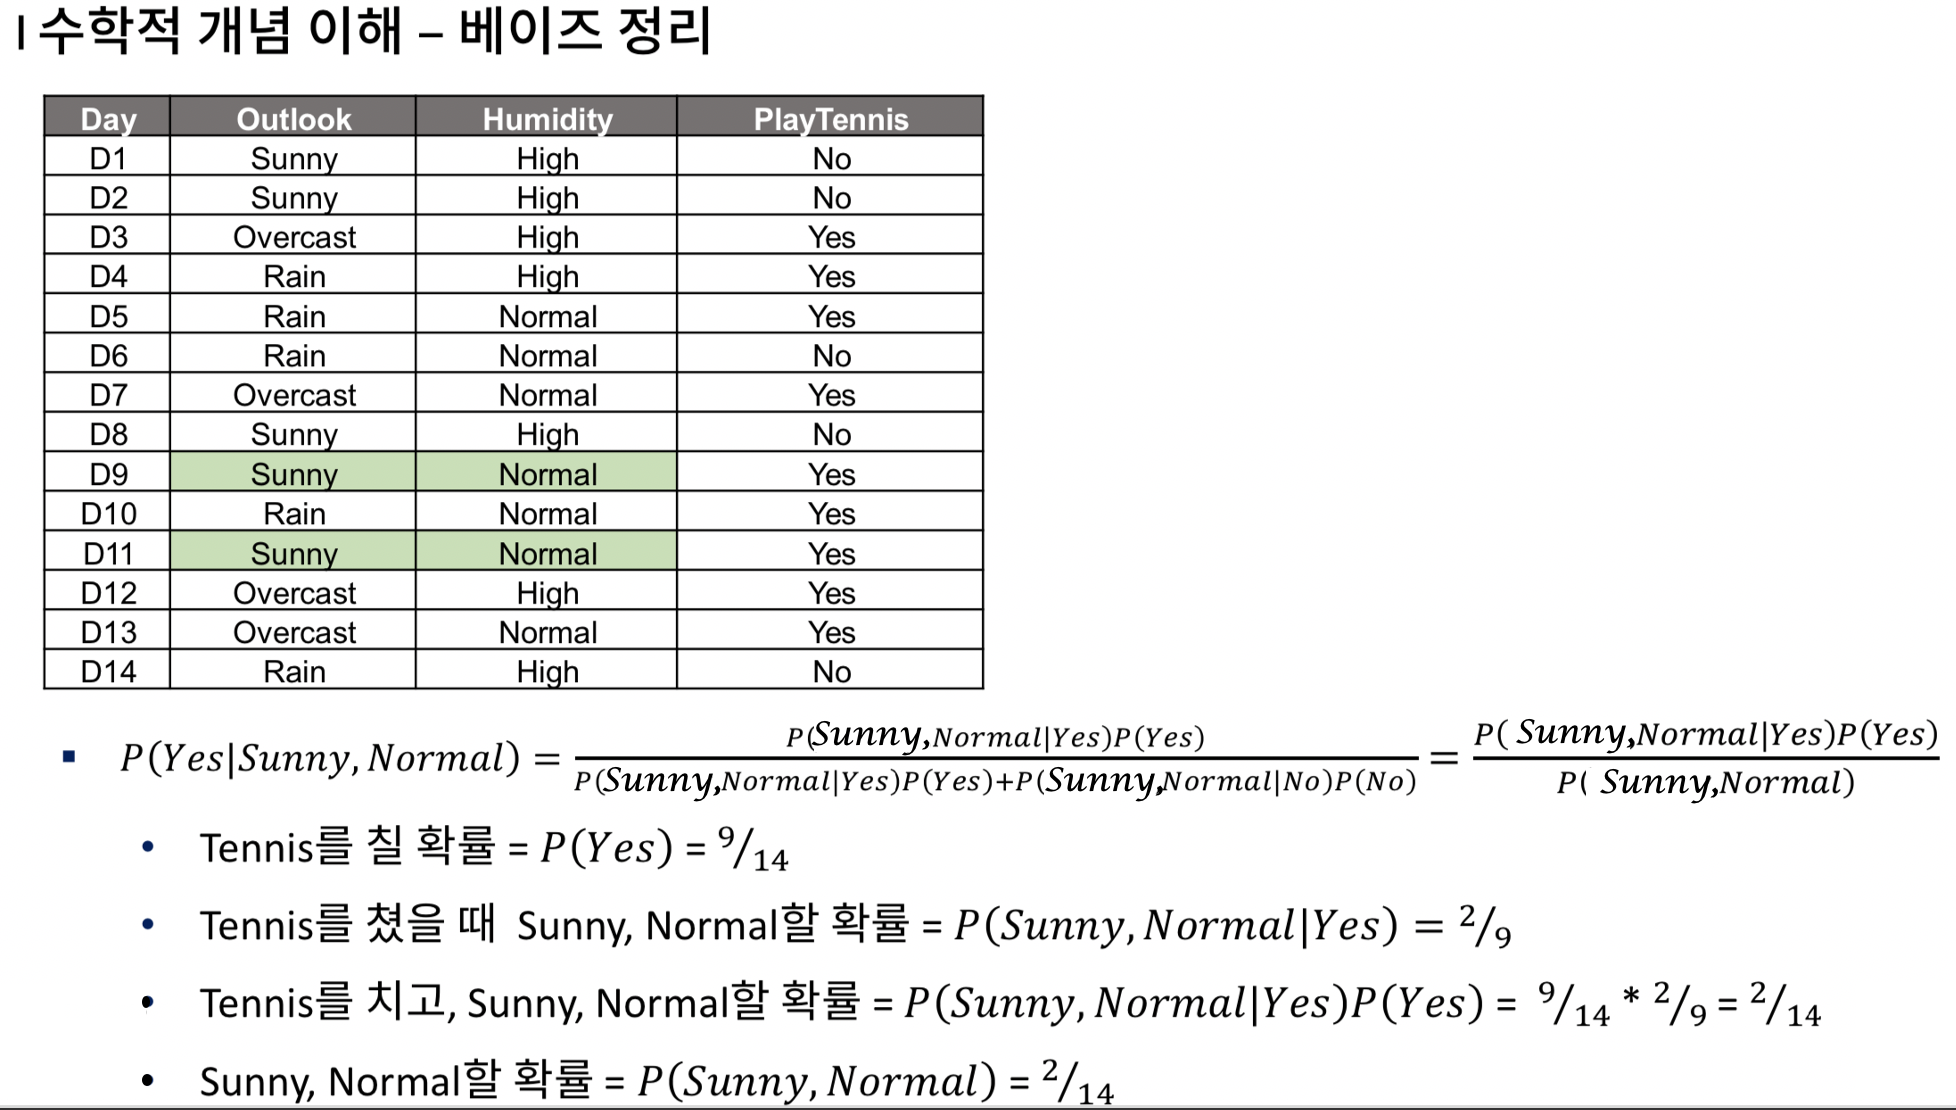 수학적 개념 이해 – 베이즈 정리
Day Outlook Humidity PlayTennis
D1 Sunny High No
D2 Sunny High No
D3 Overcast High Yes
D4 Rain High Yes
D5 Rain Normal Yes
D6 Rain Normal No
D7 Overcast Normal Yes
D8 Sunny High No
D9 Sunny Normal Yes
D10 Rain Normal Yes
D11 Sunny Normal Yes
D12 Overcast High Yes
D13 Overcast Normal Yes
D14 Rain High No
▪ P(Yes|Sunny, Normal) = P(Sunny,Normal|Yes)P(Yes) / P(Sunny,Normal|Yes)P(Yes)+P(Sunny,Normal|No)P(No) = P( Sunny,Normal|Yes)P(Yes) / P( Sunny,Normal)
• Tennis를 칠 확률 = P(Yes) = 9/14
• Tennis를 쳤을 때 Sunny, Normal할 확률 = P(Sunny, Normal|Yes) = 2/9
• Tennis를 치고, Sunny, Normal할 확률 = P(Sunny, Normal|Yes)P(Yes) = 9/14 * 2/9 = 2/14
• Sunny, Normal할 확률 = P(Sunny, Normal) = 2/14